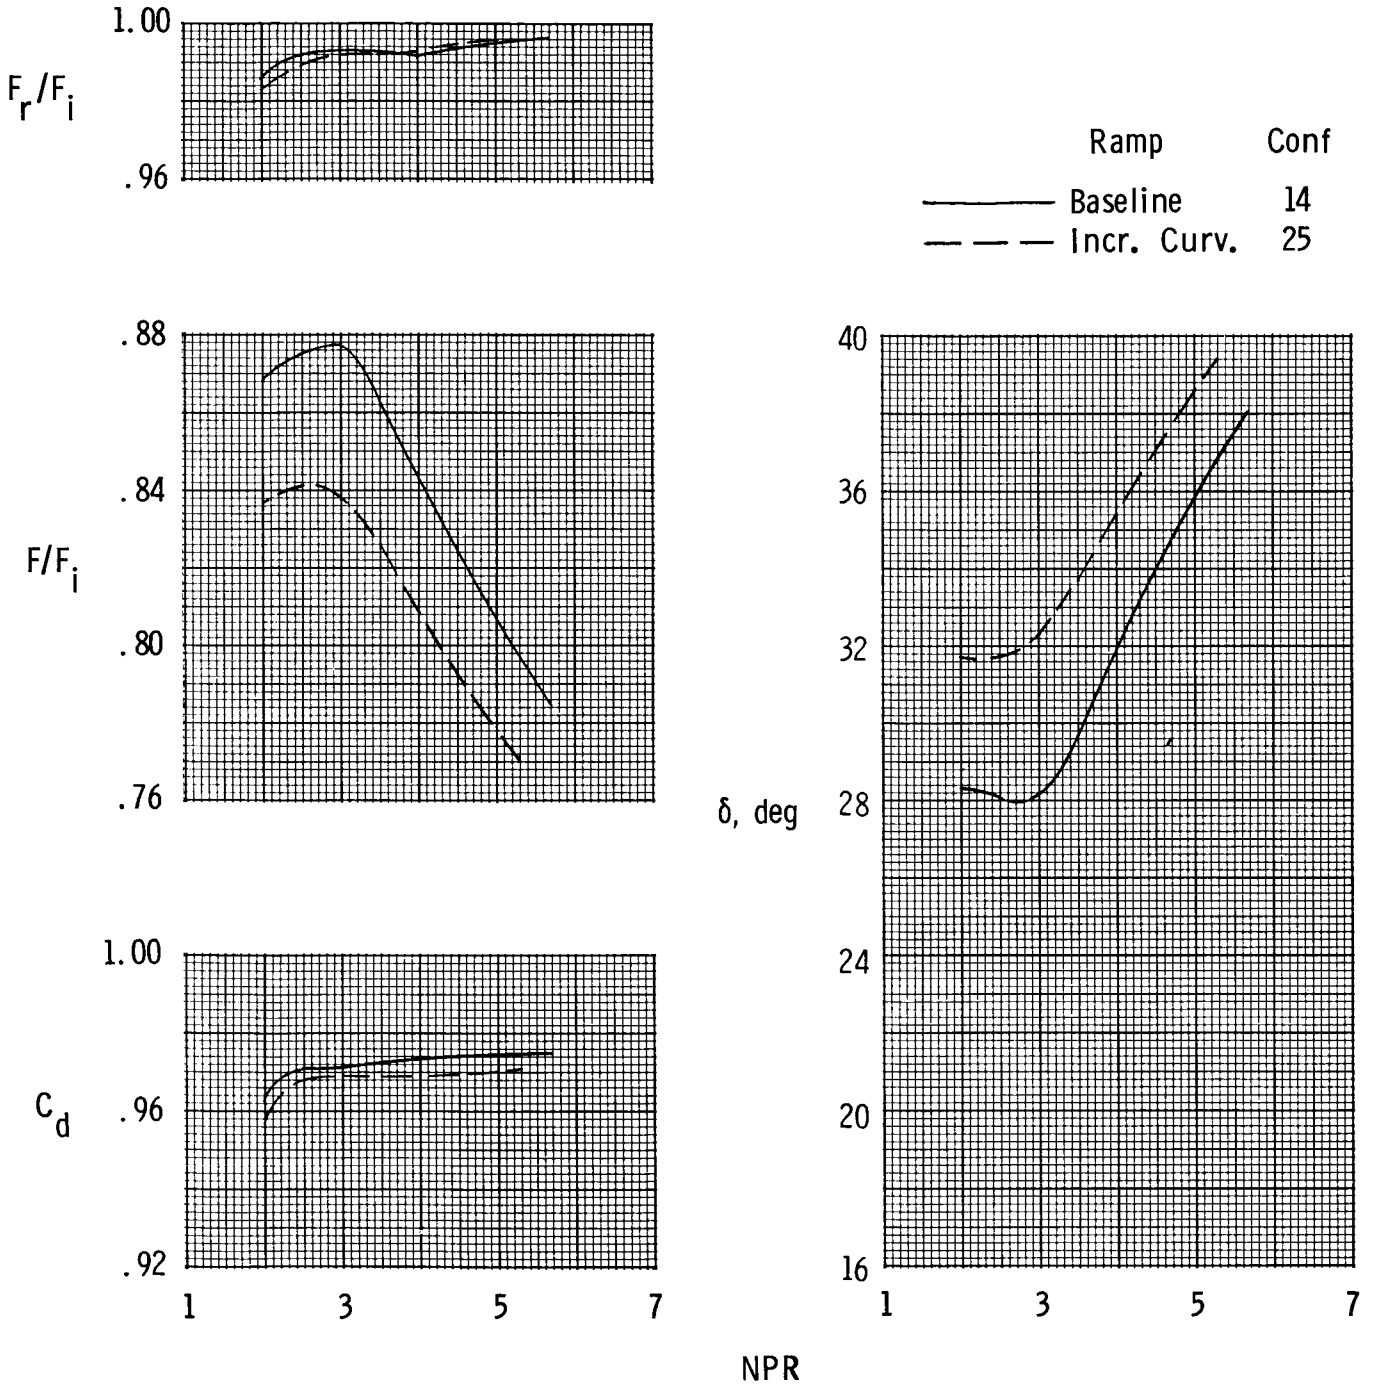 1.00
F_r/F_i
.96
Ramp Conf
Baseline 14
Incr. Curv. 25
.88
.84
F/F_i
.80
.76
1.00
C_d
.96
.92
1 3 5 7
40
36
32
δ, deg
28
24
20
16
1 3 5 7
NPR